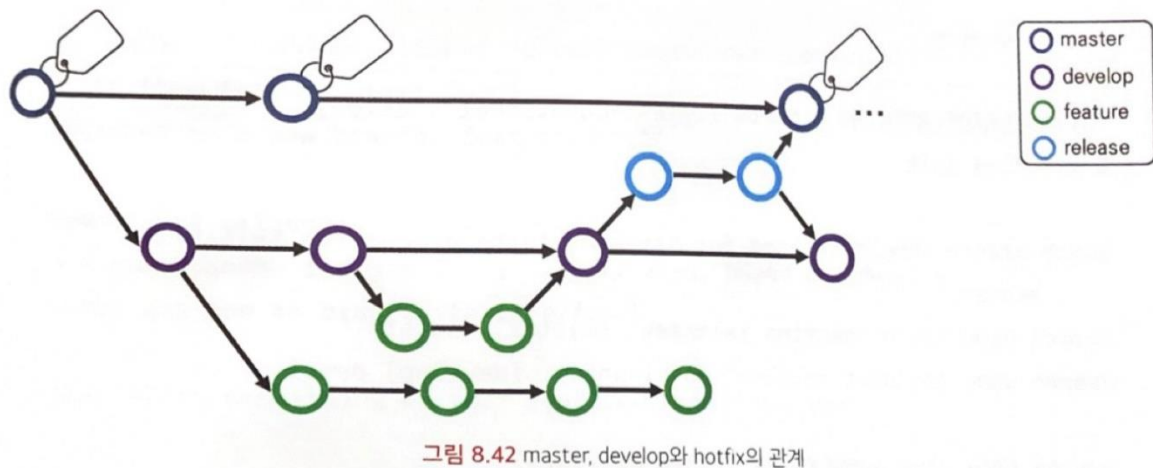 master
develop
feature
release
...
그림 8.42 master, develop와 hotfix의 관계